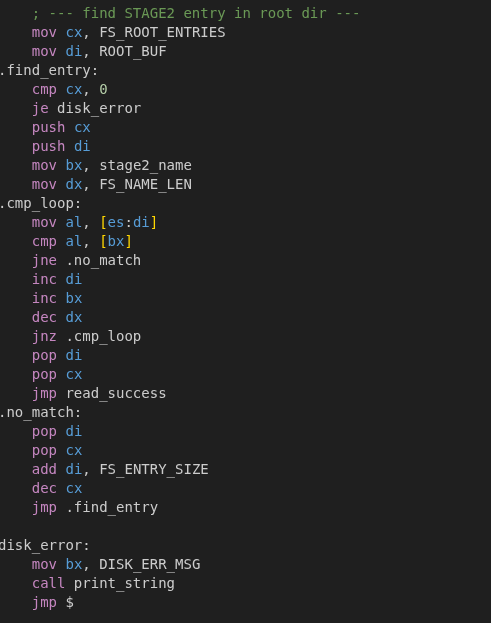 ; --- find STAGE2 entry in root dir ---
mov cx, FS_ROOT_ENTRIES
mov di, ROOT_BUF
.find_entry:
cmp cx, 0
je disk_error
push cx
push di
mov bx, stage2_name
mov dx, FS_NAME_LEN
.cmp_loop:
mov al, [es:di]
cmp al, [bx]
jne .no_match
inc di
inc bx
dec dx
jnz .cmp_loop
pop di
pop cx
jmp read_success
.no_match:
pop di
pop cx
add di, FS_ENTRY_SIZE
dec cx
jmp .find_entry
disk_error:
mov bx, DISK_ERR_MSG
call print_string
jmp $